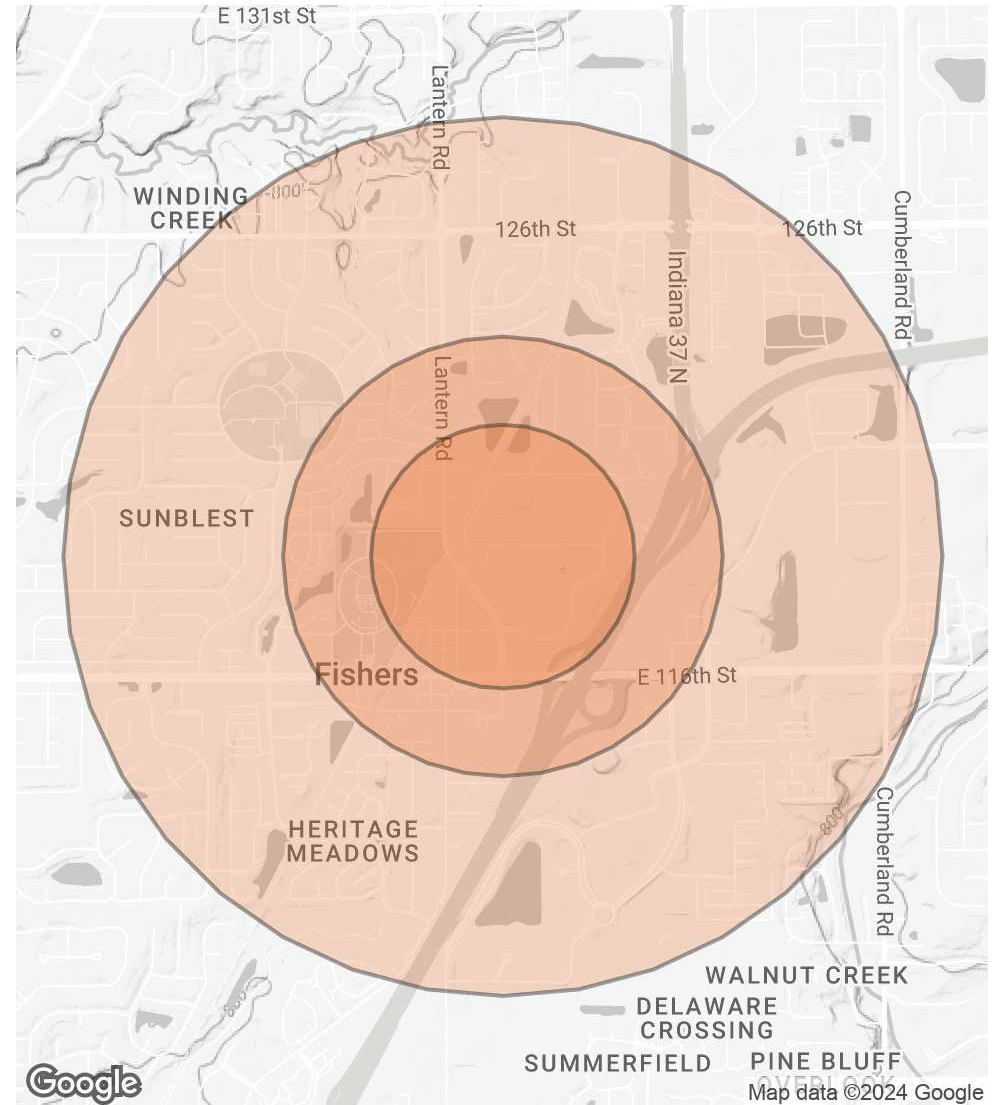 E 131st St
Lantern Rd
WINDING
CREEK
800'
126th St
126th St
Cumberland Rd
Indiana 37 N
Lantern Rd
SUNBLEST
Fishers
E 116th St
HERITAGE
MEADOWS
800
Cumberland Rd
WALNUT CREEK
DELAWARE
CROSSING
SUMMERFIELD
PINE BLUFF
OVERLOOK
800
Google
Map data ©2024 Google